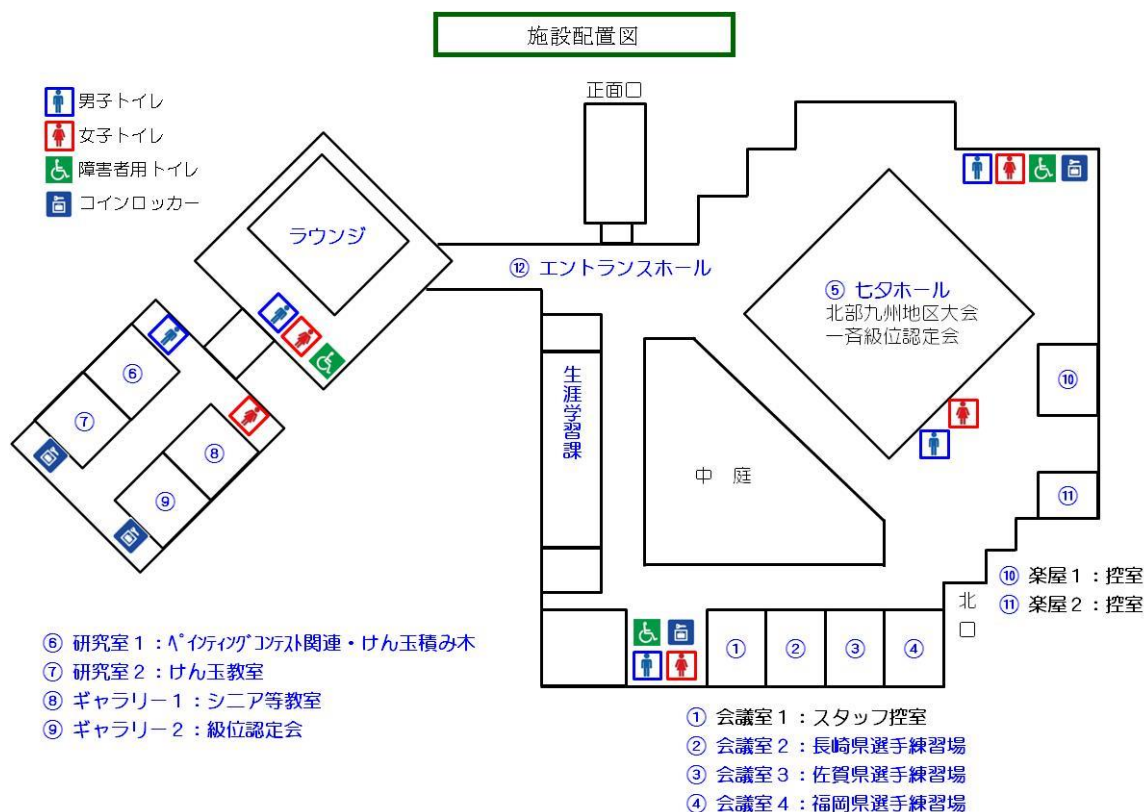 施設配置図
正面口
男子トイレ
女子トイレ
障害者用トイレ
コインロッカー
ラウンジ
⑫ エントランスホール
⑤ 七夕ホール
北部九州地区大会
一斉級位認定会
⑥
⑦
⑧
⑨
⑩
⑪
生涯学習課
中庭
①
②
③
④
北口
⑩ 楽屋1:控室
⑪ 楽屋2:控室
⑥ 研究室1:ペインティングコンテスト関連・けん玉積み木
⑦ 研究室2:けん玉教室
⑧ ギャラリー1:シニア等教室
⑨ ギャラリー2:級位認定会
① 会議室1:スタッフ控室
② 会議室2:長崎県選手練習場
③ 会議室3:佐賀県選手練習場
④ 会議室4:福岡県選手練習場